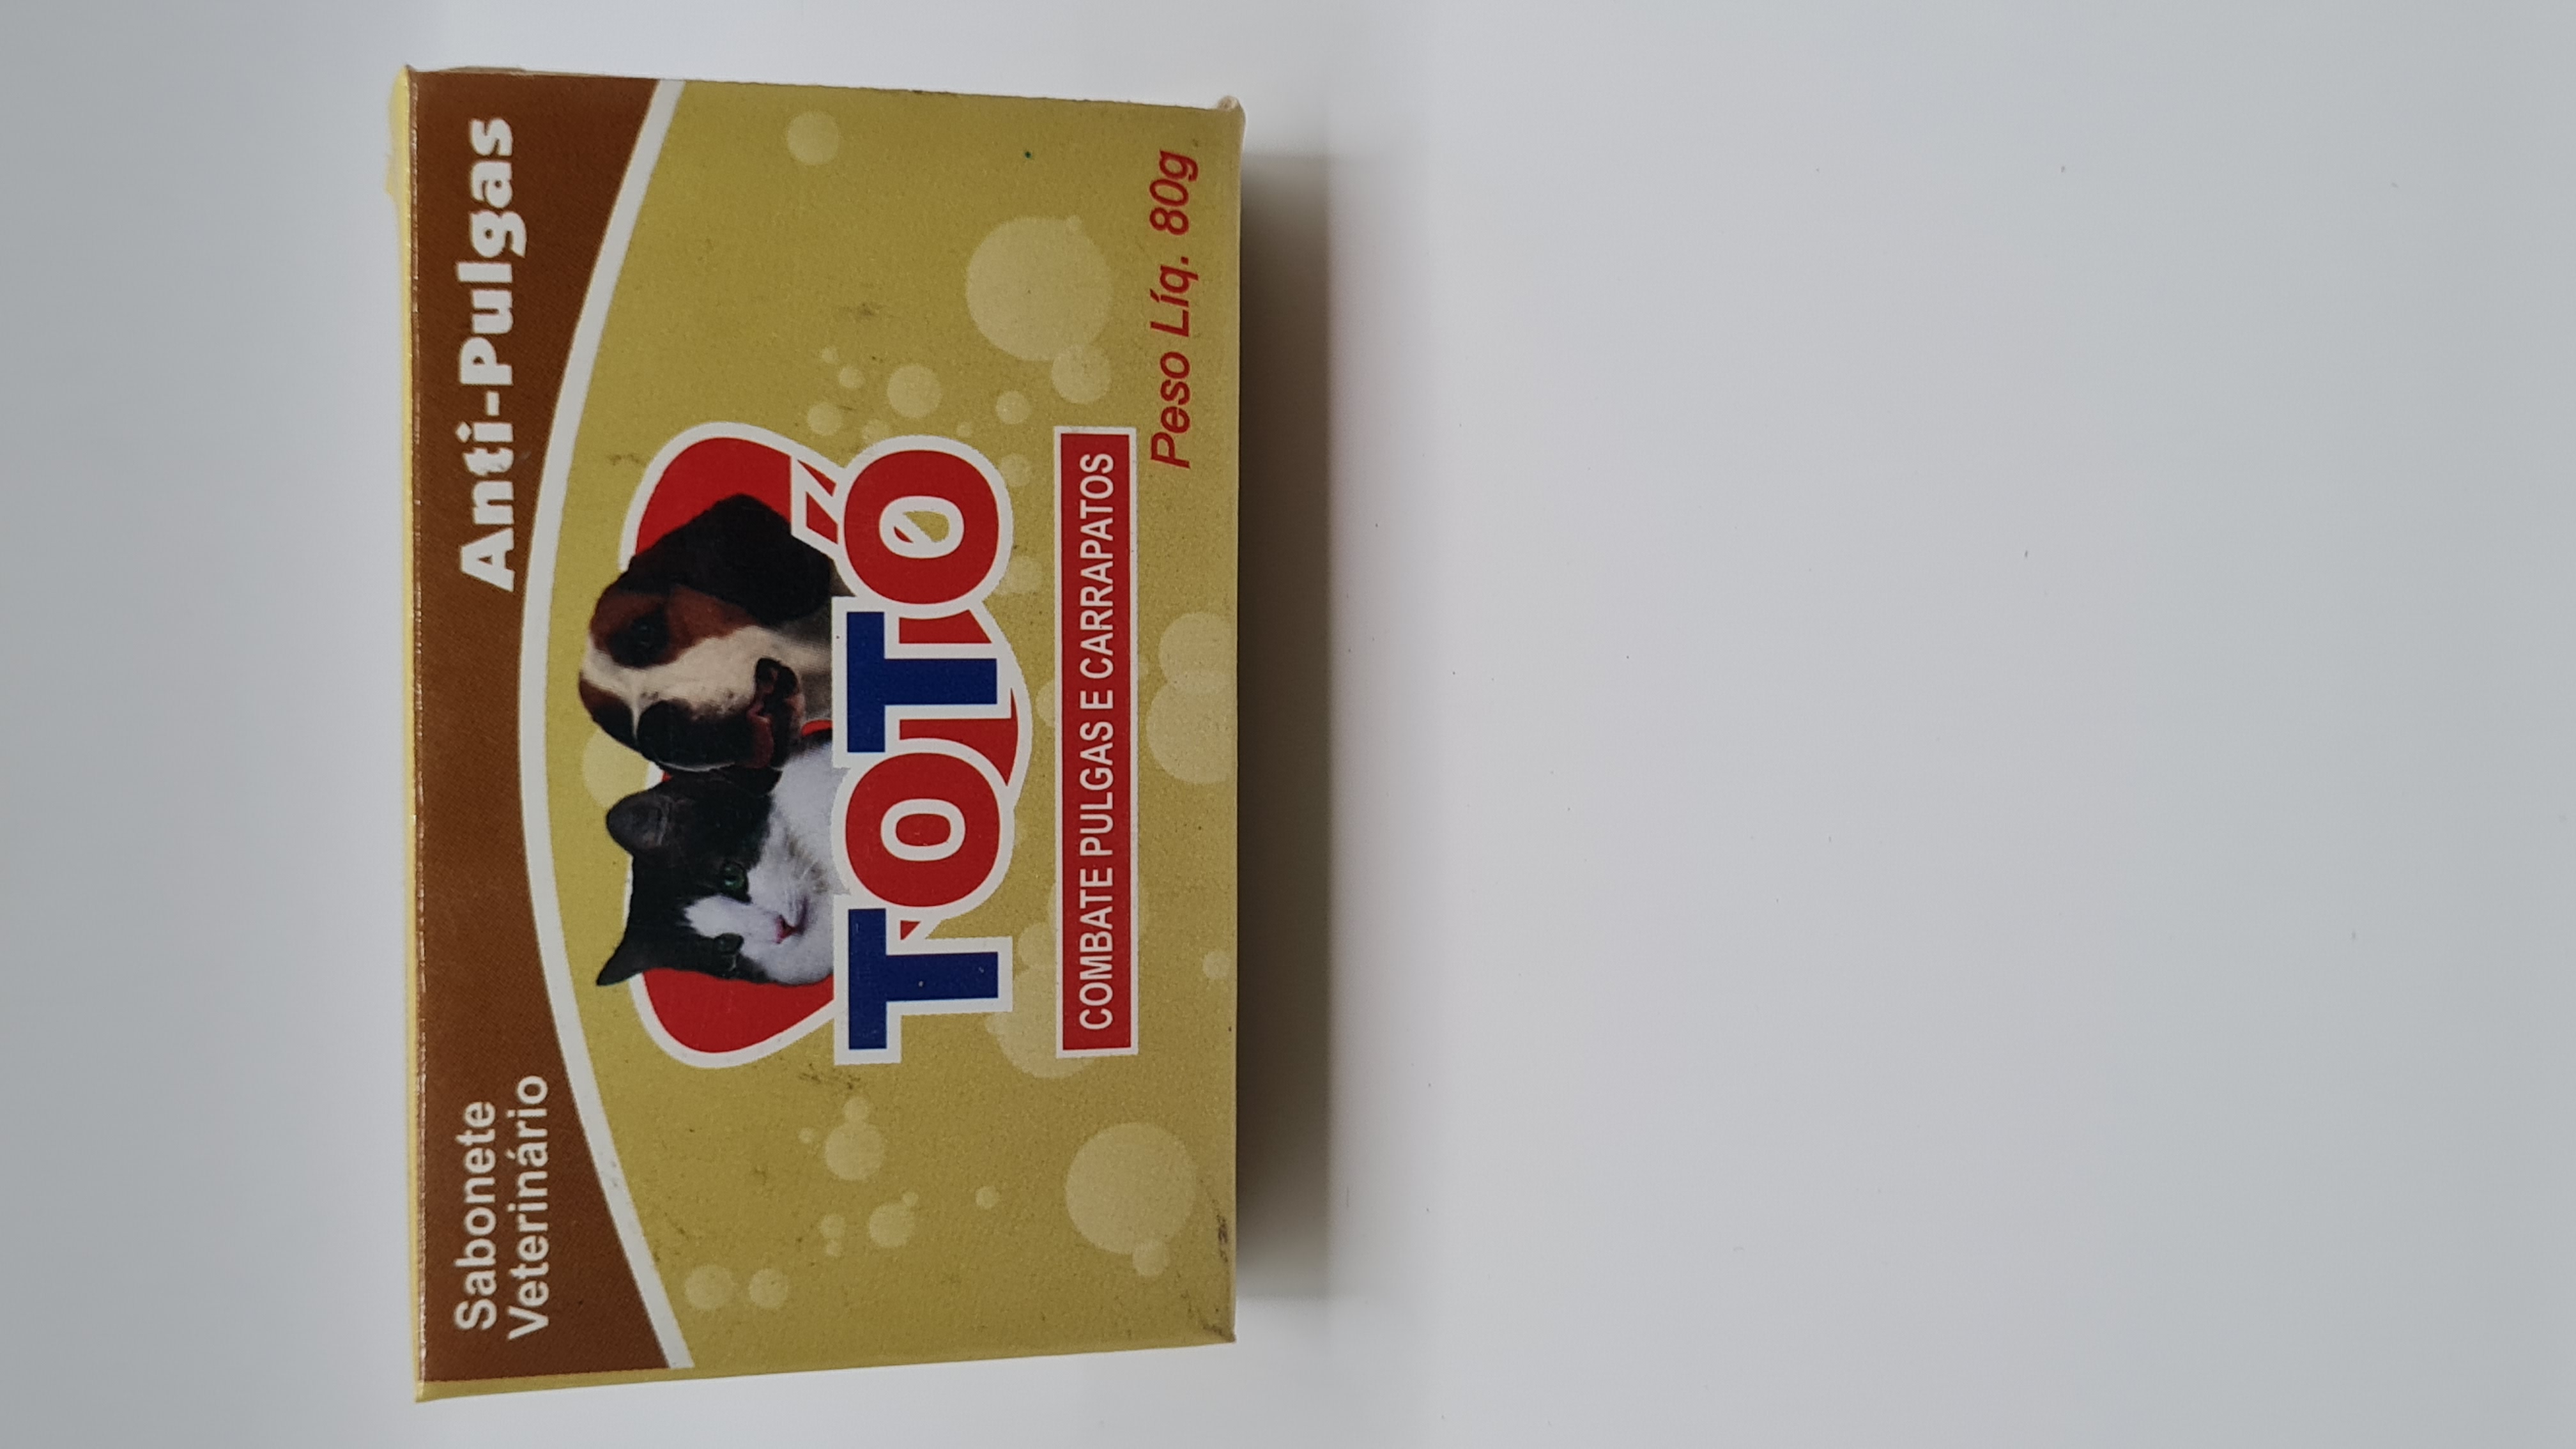 Sabonete
Veterinário
Anti-Pulgas
TOTÓ
COMBATE PULGAS E CARRAPATOS
Peso Líq. 80g